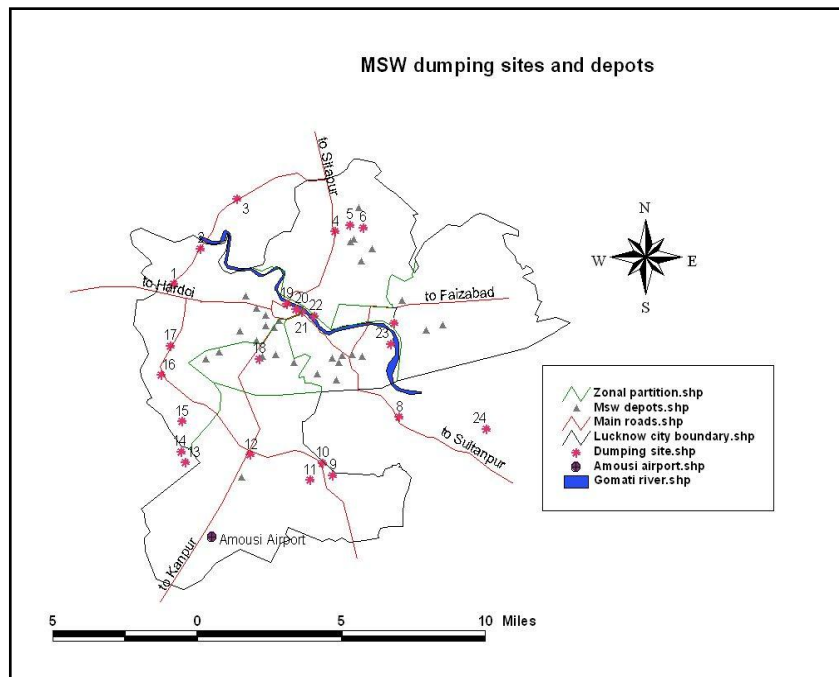 MSW dumping sites and depots
to Sitapur
3
5
6
4
2
N
W
E
S
1
to Hardoi
19
20
22
to Faizabad
21
23
17
18
16
Zonal partition.shp
Msw depots.shp
Main roads.shp
Lucknow city boundary.shp
Dumping site.shp
Amousi airport.shp
Gomati river.shp
15
8
24
to Sultanpur
14
13
12
10
11
9
Amousi Airport
to Kanpur
5
0
5
10
Miles